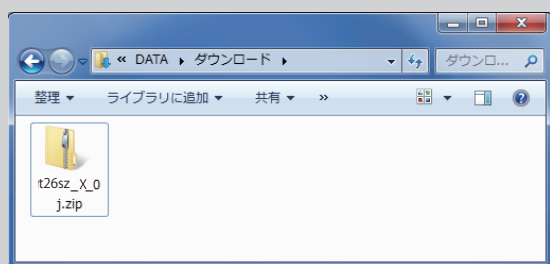 « DATA ▸ ダウンロード ▸ ダウンロ...
整理 ▼ ライブラリに追加 ▼ 共有 ▼ »
t26sz_X_0
j.zip